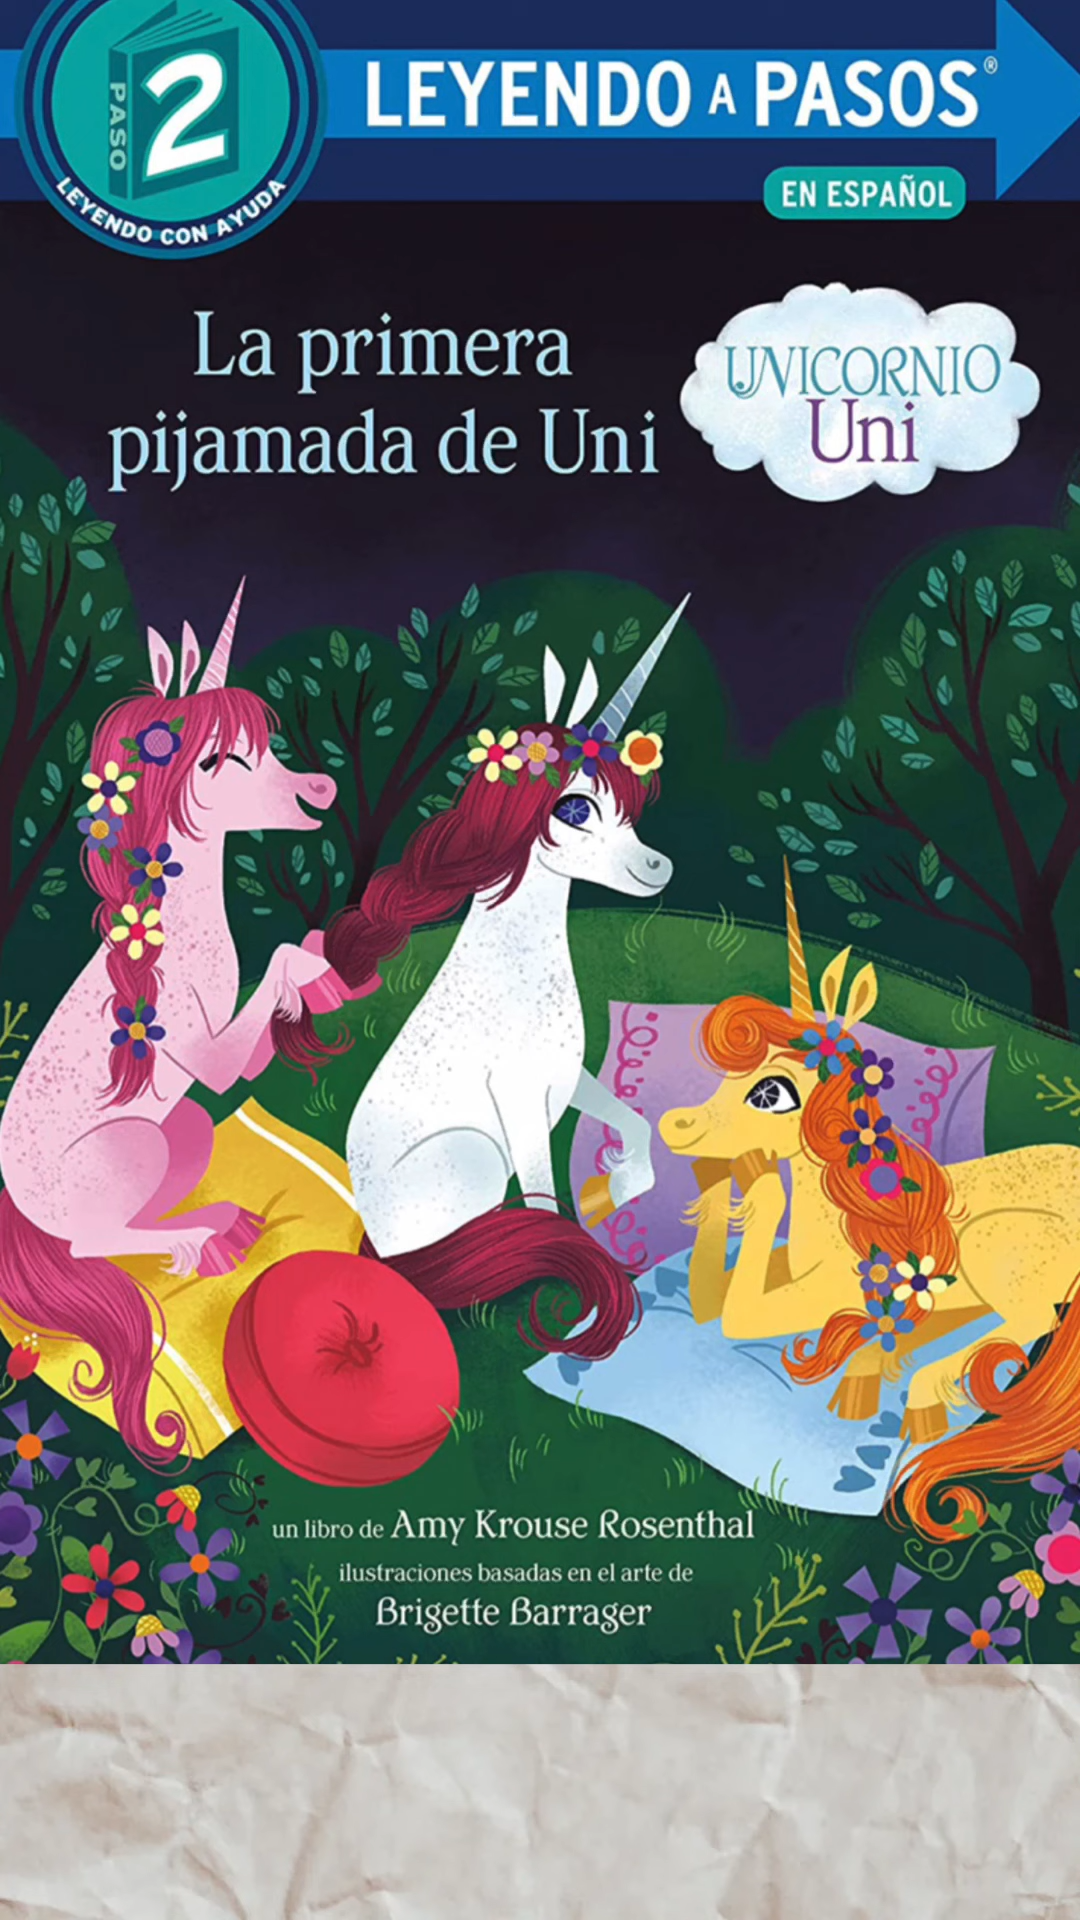 PASO 2
LEYENDO CON AYUDA
LEYENDO A PASOS®
EN ESPAÑOL
La primera
pijamada de Uni
UNICORNIO
Uni
un libro de Amy Krouse Rosenthal
ilustraciones basadas en el arte de
Brigette Barrager